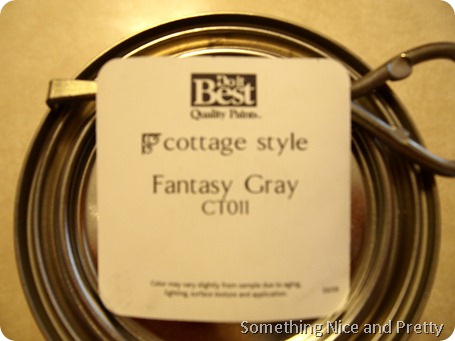 Do it
Best
Quality Paints
cottage style
Fantasy Gray
CT011
Color may vary slightly from sample due to aging,
lighting, surface texture and application.
Something Nice and Pretty